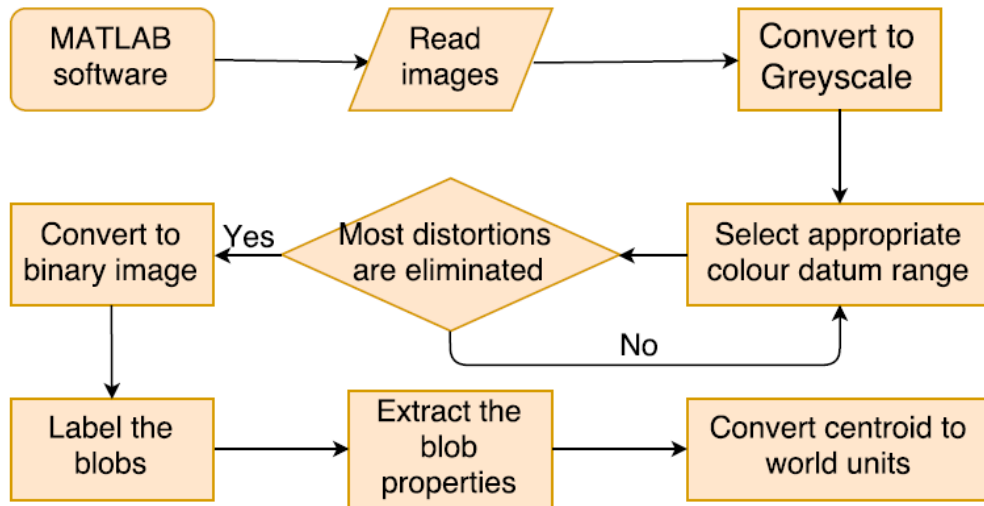 MATLAB
software
Read
images
Convert to
Greyscale
Select appropriate
colour datum range
Most distortions
are eliminated
Yes
No
Convert to
binary image
Label the
blobs
Extract the
blob
properties
Convert centroid to
world units